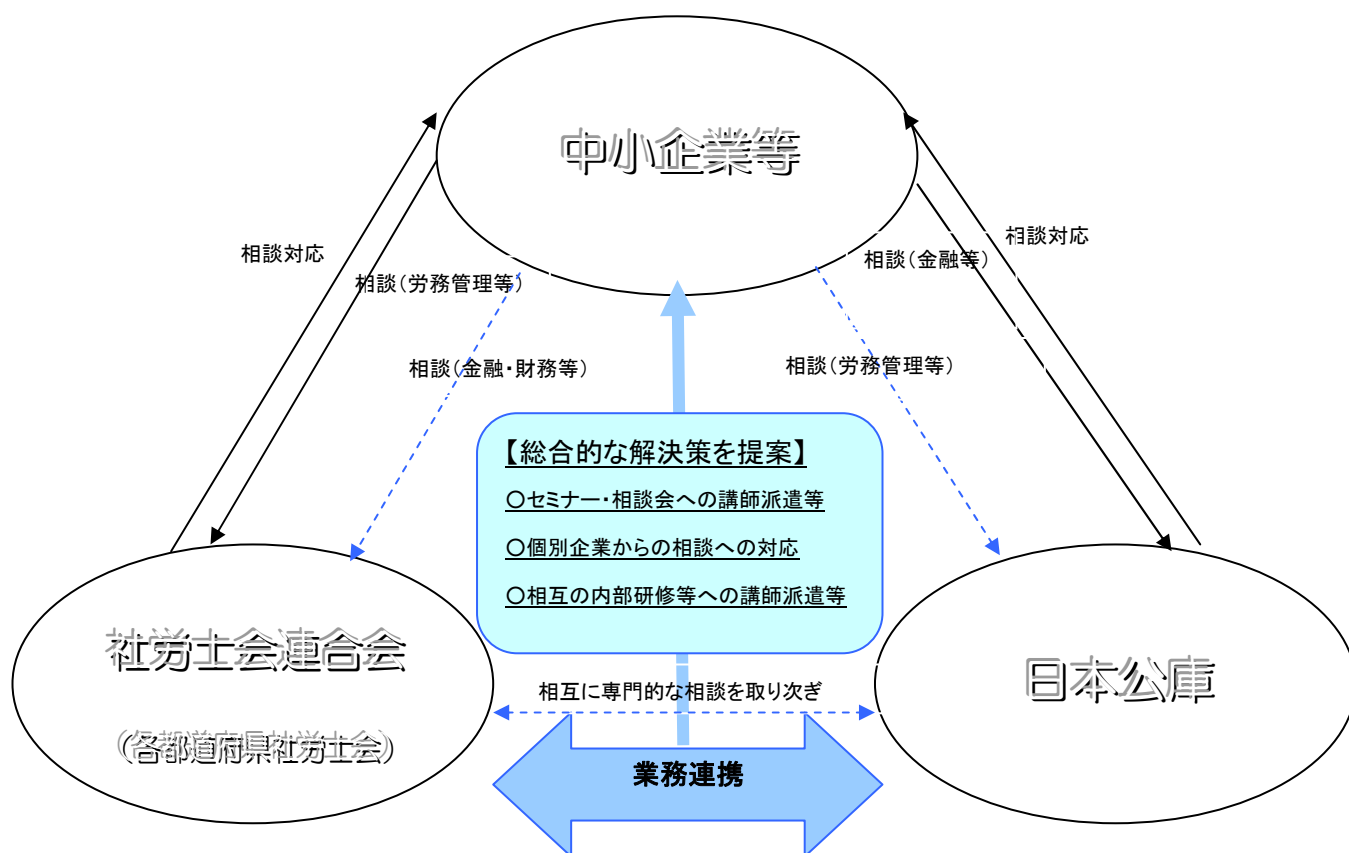 中小企業等
相談対応
相談対応
相談(金融等)
相談(労務管理等)
相談(金融・財務等)
相談(労務管理等)
【総合的な解決策を提案】
○セミナー・相談会への講師派遣等
○個別企業からの相談への対応
○相互の内部研修等への講師派遣等
社労士会連合会
(各都道府県社労士会)
日本公庫
相互に専門的な相談を取り次ぎ
業務連携